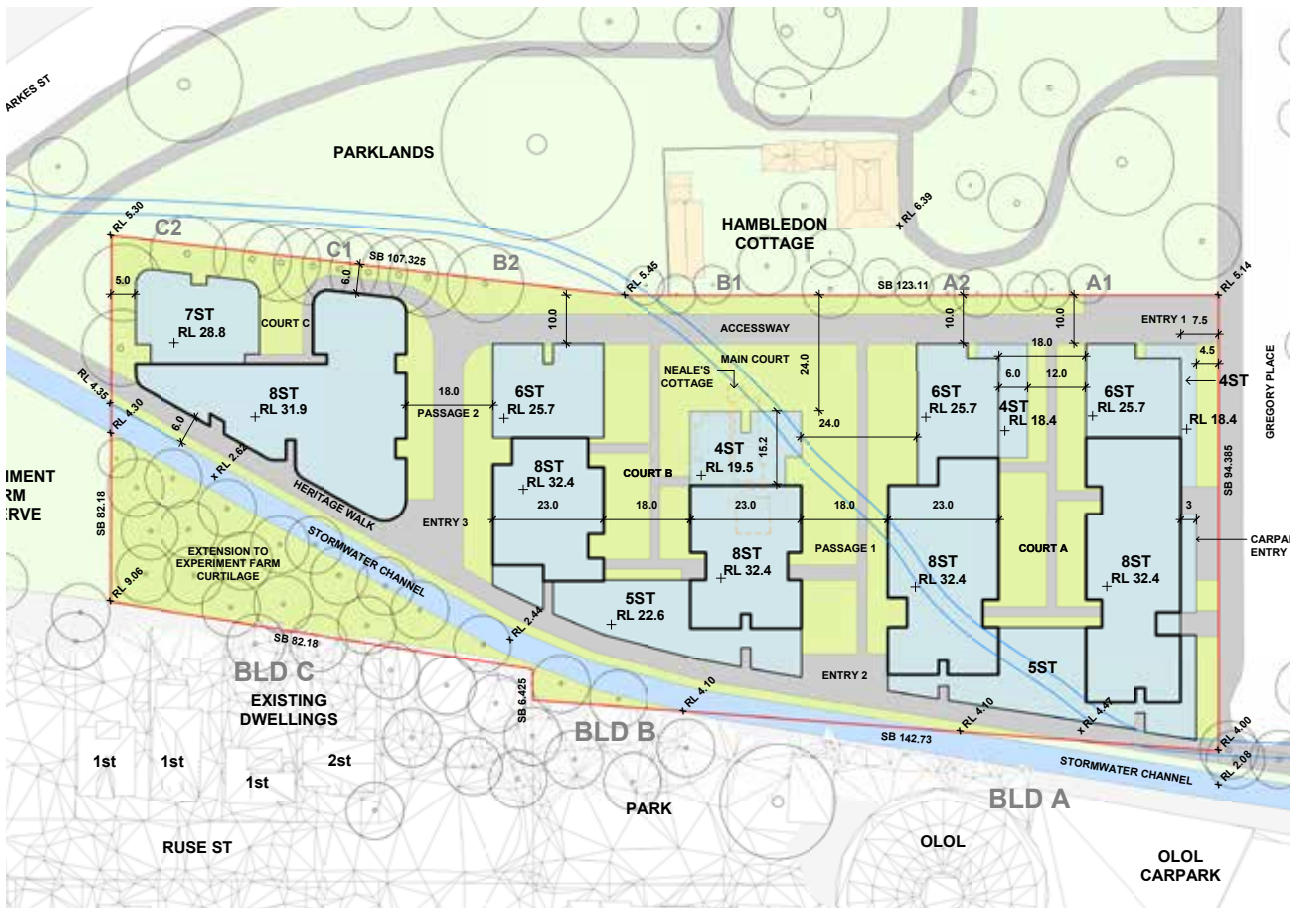 ARKES ST
PARKLANDS
HAMBLEDON
COTTAGE
x RL 6.39
x RL 5.30
C2
C1
SB 107.325
B2
x RL 5.45
B1
SB 123.11
A2
A1
x RL 5.14
5.0
6.0
7ST
RL 28.8
COURT C
10.0
ACCESSWAY
10.0
10.0
ENTRY 1
7.5
MAIN COURT
24.0
18.0
4.5
NEALE'S
COTTAGE
GREGORY PLACE
8ST
RL 31.9
18.0
PASSAGE 2
6ST
RL 25.7
6ST
RL 25.7
6.0
12.0
4ST
RL 18.4
6ST
RL 25.7
4ST
RL 18.4
RL 4.35
x RL 4.30
6.0
24.0
15.2
4ST
RL 19.5
COURT B
8ST
RL 32.4
x RL 2.62
SB 82.18
SB 94.385
IMENT
RM
ERVE
HERITAGE WALK
ENTRY 3
23.0
18.0
23.0
18.0
23.0
3
STORMWATER CHANNEL
PASSAGE 1
COURT A
CARPA
ENTRY
EXTENSION TO
EXPERIMENT FARM
CURTILAGE
8ST
RL 32.4
8ST
RL 32.4
8ST
RL 32.4
x RL 9.06
5ST
RL 22.6
x RL 2.44
SB 82.18
ENTRY 2
5ST
BLD C
EXISTING
DWELLINGS
SB 6.425
x RL 4.10
x RL 4.10
x RL 4.47
x RL 4.00
BLD B
SB 142.73
STORMWATER CHANNEL
x RL 2.08
1st
1st
1st
2st
PARK
BLD A
RUSE ST
OLOL
OLOL
CARPARK